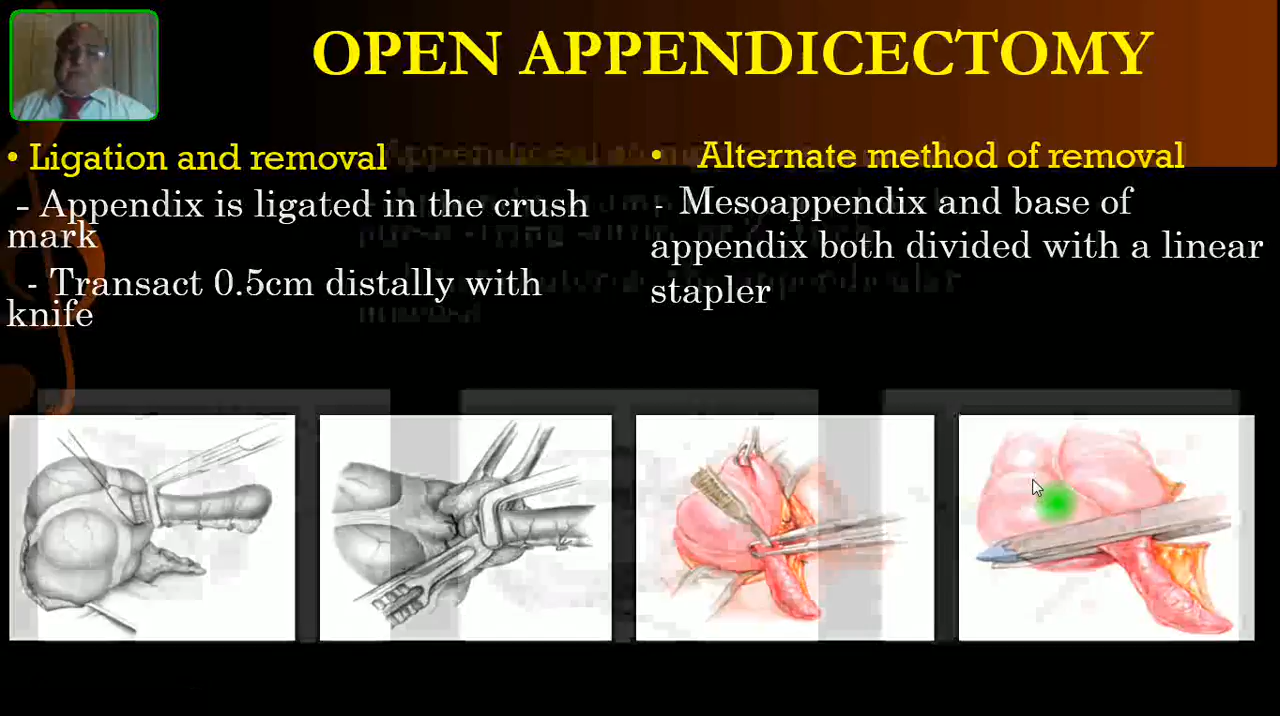 OPEN APPENDICECTOMY
• Ligation and removal
- Appendix is ligated in the crush
mark
- Transact 0.5cm distally with
knife
• Alternate method of removal
- Mesoappendix and base of
appendix both divided with a linear
stapler